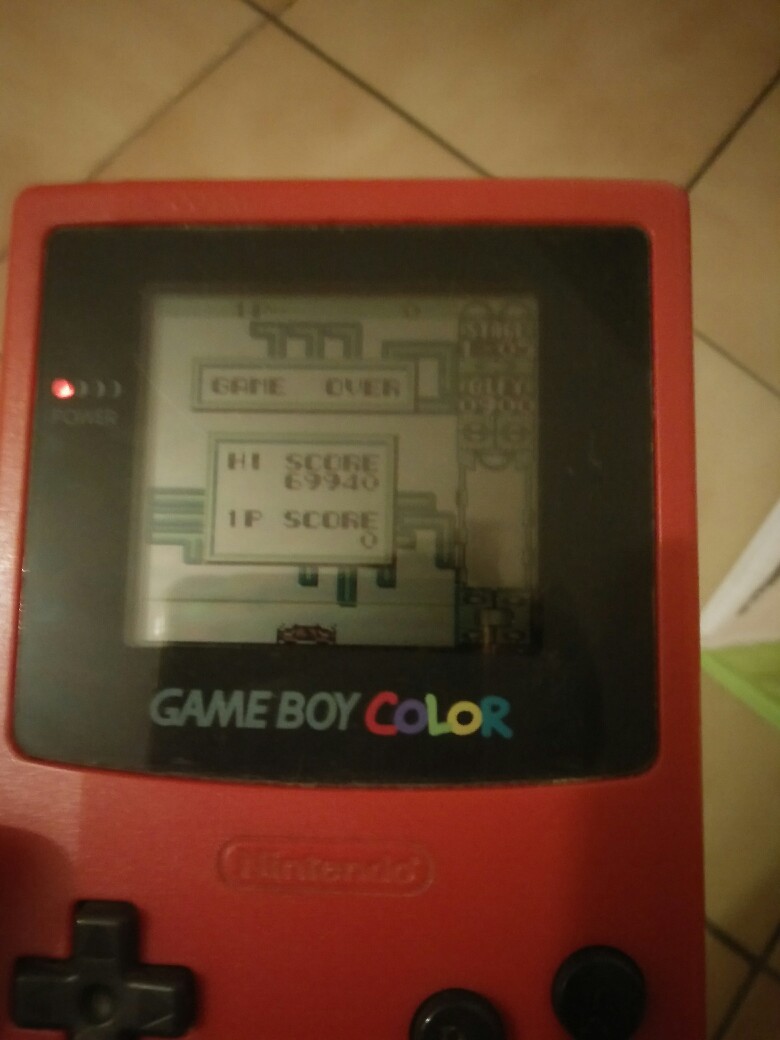 GAME OVER
HI SCORE
69940
1P SCORE
0
POWER
GAME BOY COLOR
Nintendo